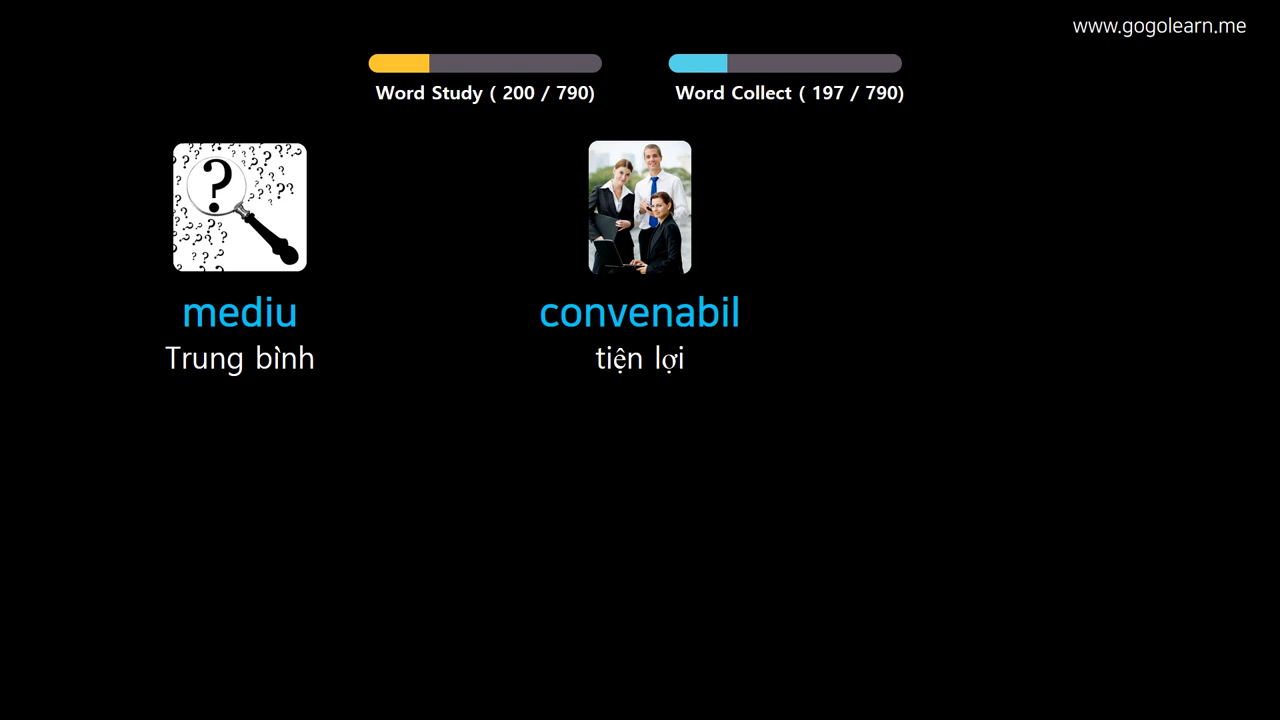 www.gogolearn.me
Word Study ( 200 / 790)
Word Collect ( 197 / 790)
mediu
Trung bình
convenabil
tiện lợi